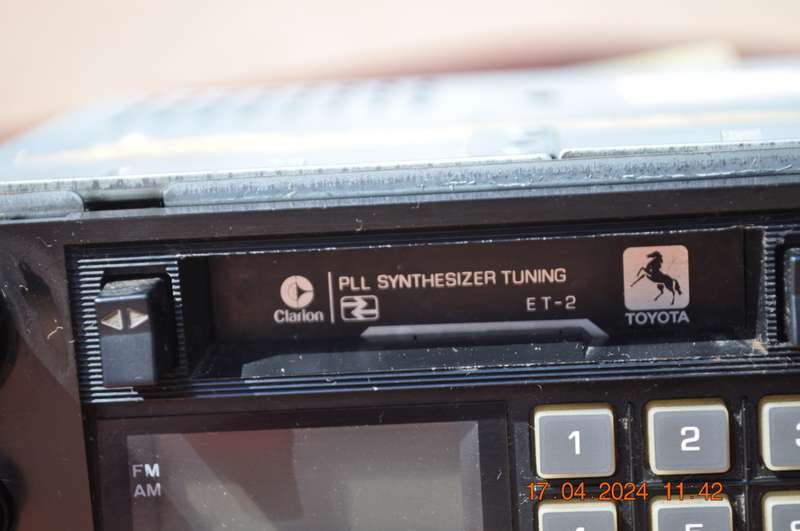 PLL SYNTHESIZER TUNING
Clarion
ET-2
TOYOTA
FM
AM
1
2
17.04.2024 11:42